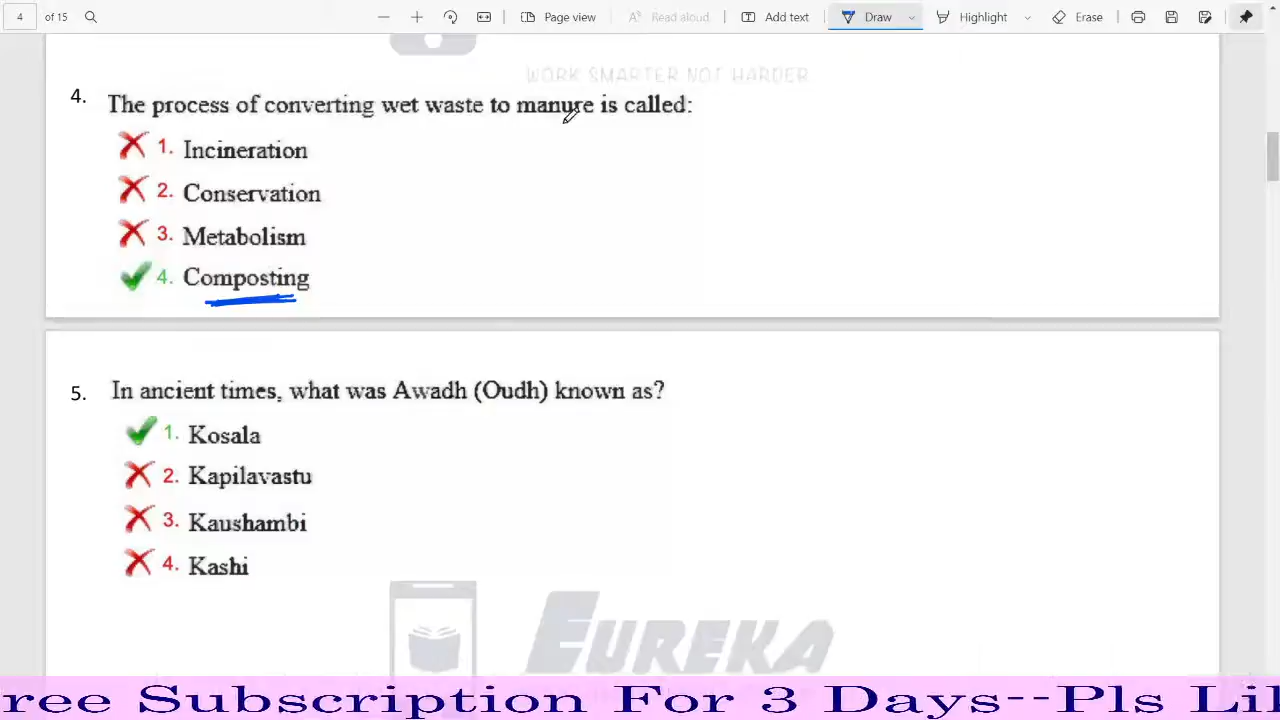 4 of 15 Page view Read aloud Add text Draw Highlight Erase
WORK SMARTER NOT HARDER
4. The process of converting wet waste to manure is called:
1. Incineration
2. Conservation
3. Metabolism
4. Composting
5. In ancient times, what was Awadh (Oudh) known as?
1. Kosala
2. Kapilavastu
3. Kaushambi
4. Kashi
EUREKA
ree Subscription For 3 Days--Pls Lil